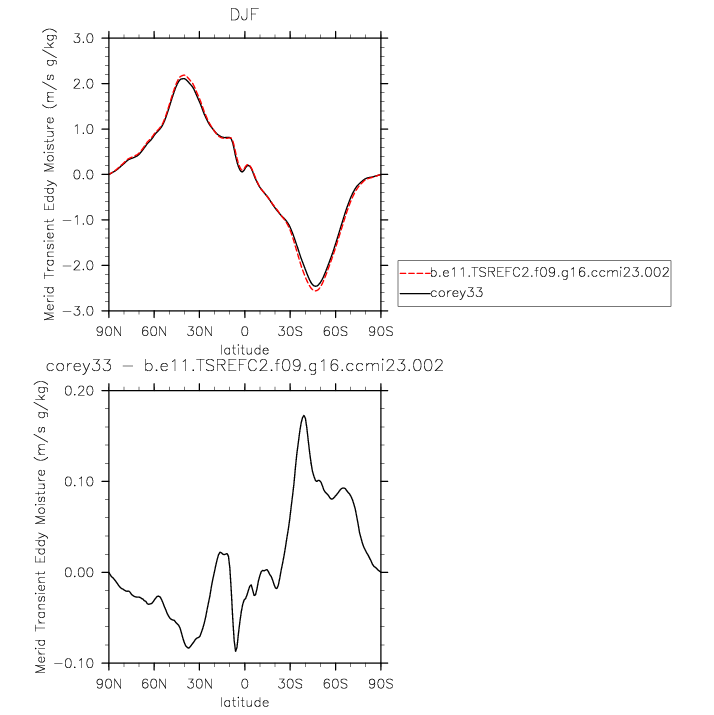 DJF
Merid Transient Eddy Moisture (m/s g/kg)
3.0
2.0
1.0
0.0
−1.0
−2.0
−3.0
90N 60N 30N 0 30S 60S 90S
latitude
b.e11.TSREFC2.f09.g16.ccmi23.002
corey33
corey33 − b.e11.TSREFC2.f09.g16.ccmi23.002
Merid Transient Eddy Moisture (m/s g/kg)
0.20
0.10
0.00
−0.10
90N 60N 30N 0 30S 60S 90S
latitude